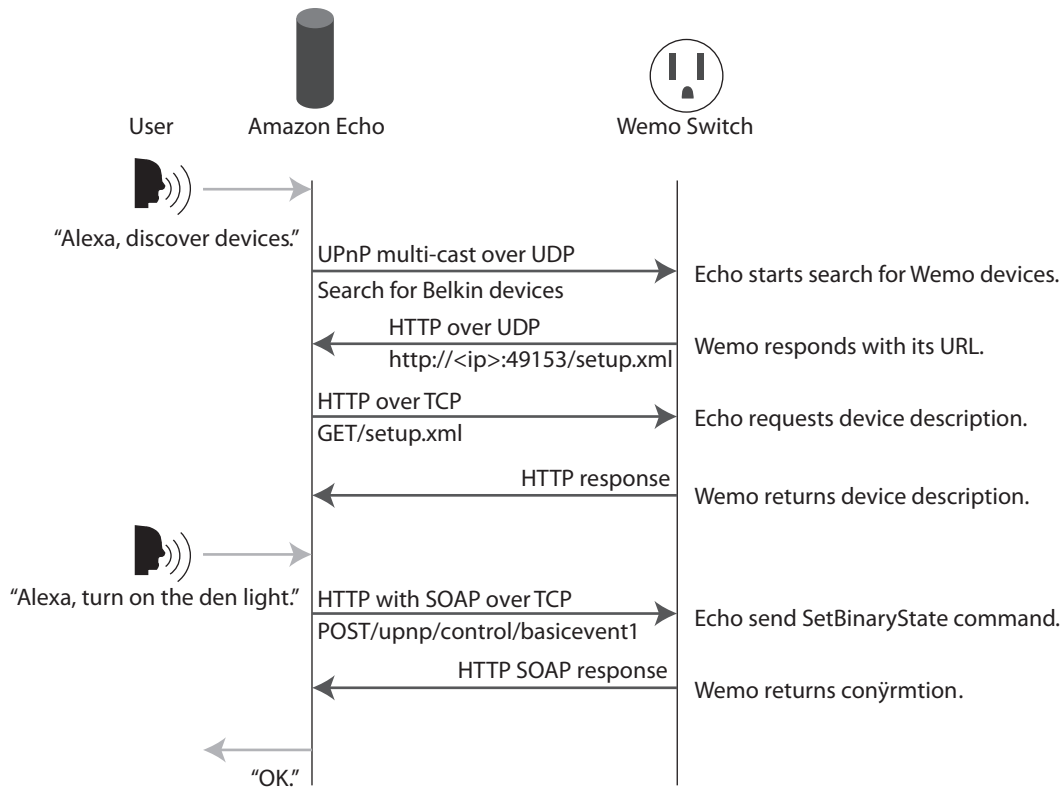 User
Amazon Echo
Wemo Switch
“Alexa, discover devices.”
UPnP multi-cast over UDP
Search for Belkin devices
Echo starts search for Wemo devices.
HTTP over UDP
http://<ip>:49153/setup.xml
Wemo responds with its URL.
HTTP over TCP
GET/setup.xml
Echo requests device description.
HTTP response
Wemo returns device description.
“Alexa, turn on the den light.”
HTTP with SOAP over TCP
POST/upnp/control/basicevent1
Echo send SetBinaryState command.
HTTP SOAP response
Wemo returns conÿrmtion.
“OK.”